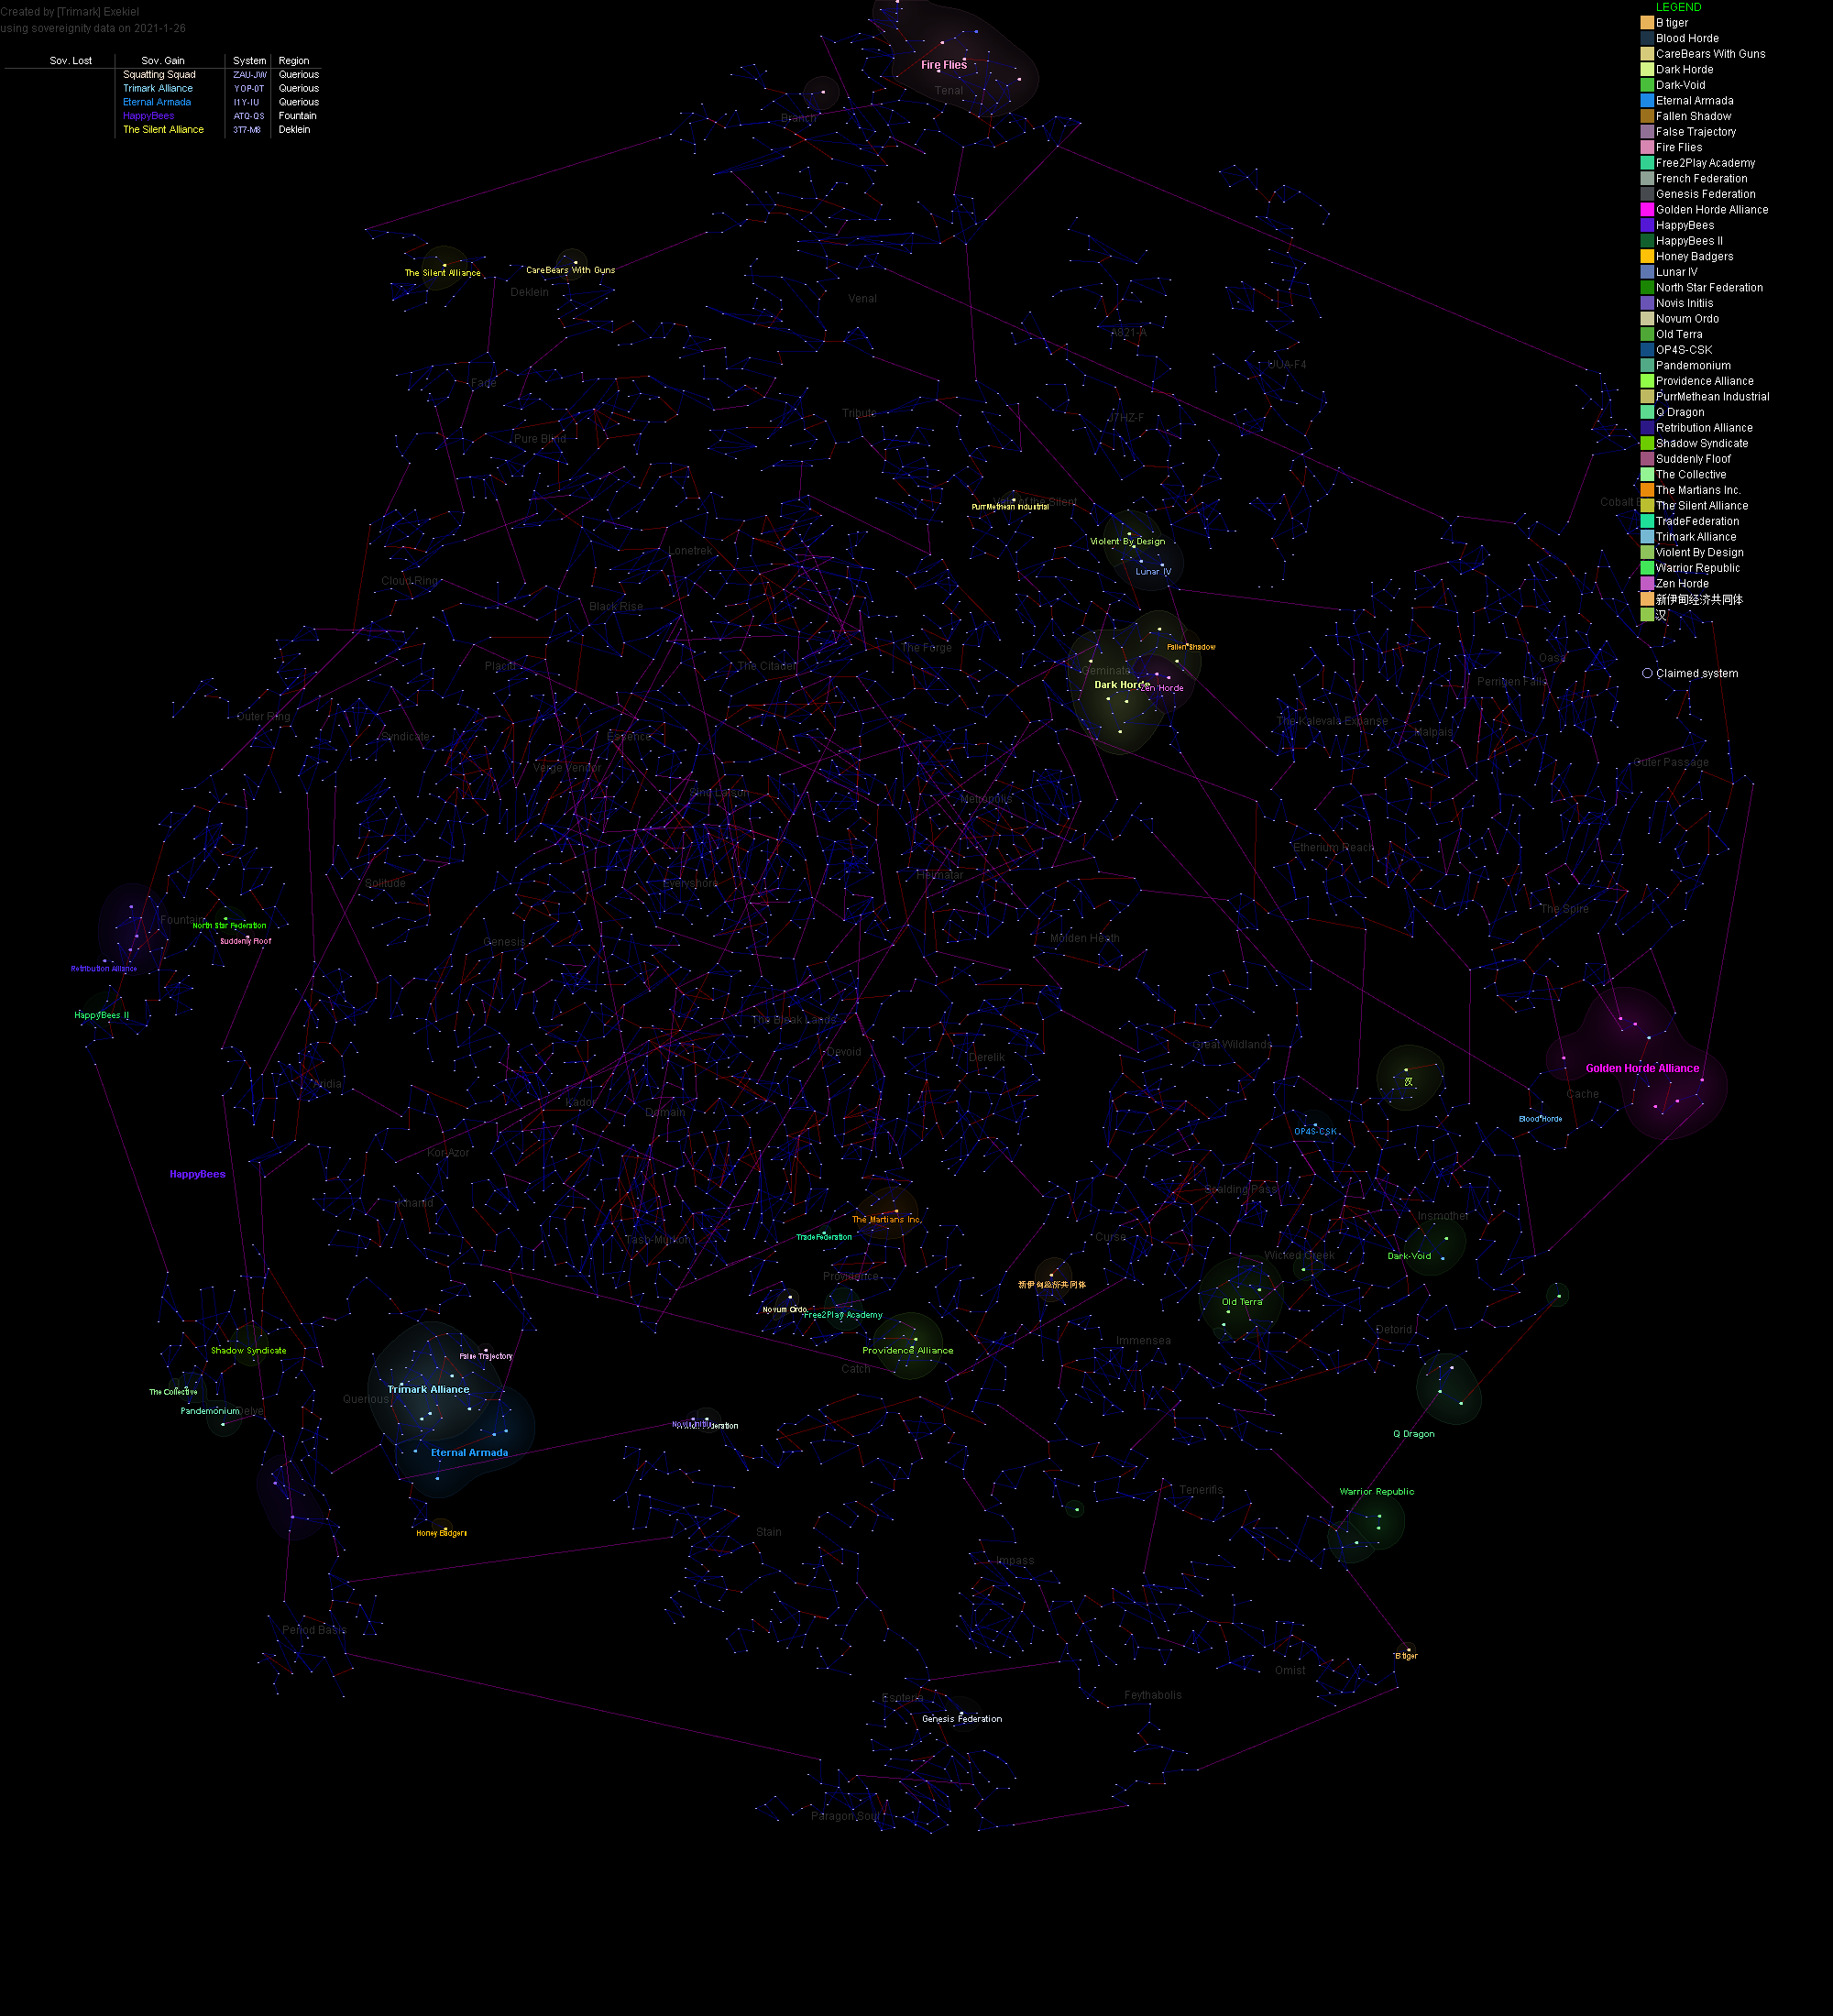 Created by [Trimark] Exekiel
using sovereignity data on 2021-1-26
Sov. Lost Sov. Gain System Region
Squatting Squad ZAU-JW Querious
Trimark Alliance YOP-0T Querious
Eternal Armada I1Y-IU Querious
HappyBees ATQ-QS Fountain
The Silent Alliance 3T7-M8 Deklein
LEGEND
B tiger
Blood Horde
CareBears With Guns
Dark Horde
Dark-Void
Eternal Armada
Fallen Shadow
False Trajectory
Fire Flies
Free2Play Academy
French Federation
Genesis Federation
Golden Horde Alliance
HappyBees
HappyBees II
Honey Badgers
Lunar IV
North Star Federation
Novis Initiis
Novum Ordo
Old Terra
OP4S-CSK
Pandemonium
Providence Alliance
PurrMethean Industrial
Q Dragon
Retribution Alliance
Shadow Syndicate
Suddenly Floof
The Collective
The Martians Inc.
The Silent Alliance
TradeFederation
Trimark Alliance
Violent By Design
Warrior Republic
Zen Horde
新伊甸经济共同体
汉
Claimed system
Fire Flies
Tenal
Branch
The Silent Alliance
CareBears With Guns
Deklein
Venal
A821-A
UUA-F4
Fade
Tribute
J7HZ-F
Pure Blind
Vale of the Silent
PurrMethean Industrial
Cobalt
Violent By Design
Lonetrek
Lunar IV
Cloud Ring
Black Rise
The Forge
Fallen Shadow
Oasa
Placid
The Citadel
Geminate
Dark Horde
Zen Horde
Perrigen Falls
Outer Ring
The Kalevala Expanse
Malpais
Syndicate
Essence
Outer Passage
Verge Vendor
Sinq Laison
Metropolis
Etherium Reach
Solitude
Everyshore
Heimatar
The Spire
Fountain
North Star Federation
Suddenly Floof
Genesis
Molden Heath
Retribution Alliance
HappyBees II
The Bleak Lands
Great Wildlands
Devoid
Derelik
Golden Horde Alliance
Aridia
汉
Cache
Kador
Domain
Blood Horde
OP4S-CSK
Kor-Azor
HappyBees
Khanid
Scalding Pass
The Martians Inc.
Insmother
TradeFederation
Tash-Murkon
Curse
Wicked Creek
Dark-Void
Providence
新伊甸经济共同体
Novum Ordo
Free2Play Academy
Old Terra
Detorid
Immensea
Shadow Syndicate
False Trajectory
Providence Alliance
Catch
The Collective
Trimark Alliance
Querious
Pandemonium
Delve
Q Dragon
Eternal Armada
Tenerifis
Warrior Republic
Honey Badgers
Stain
Impass
Period Basis
B tiger
Omist
Feythabolis
Esoteria
Genesis Federation
Paragon Soul